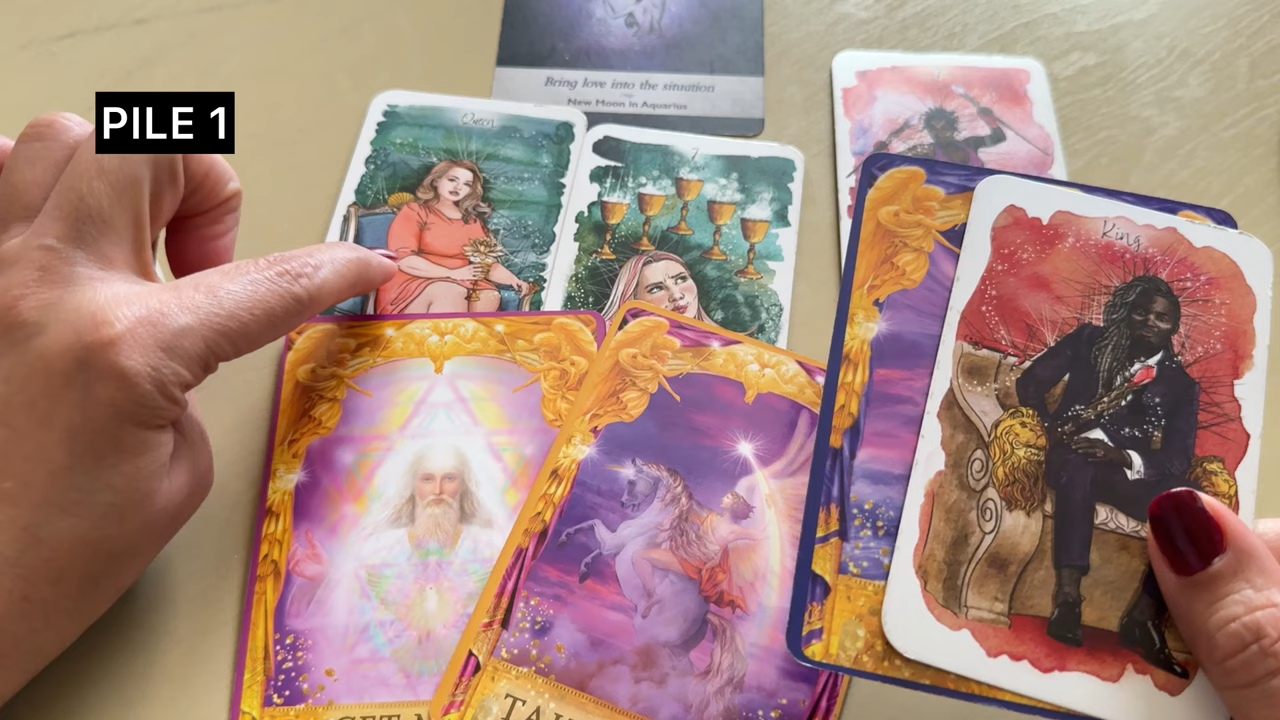 PILE 1
Bring love into the situation
New Moon in Aquarius
Queen
7
King